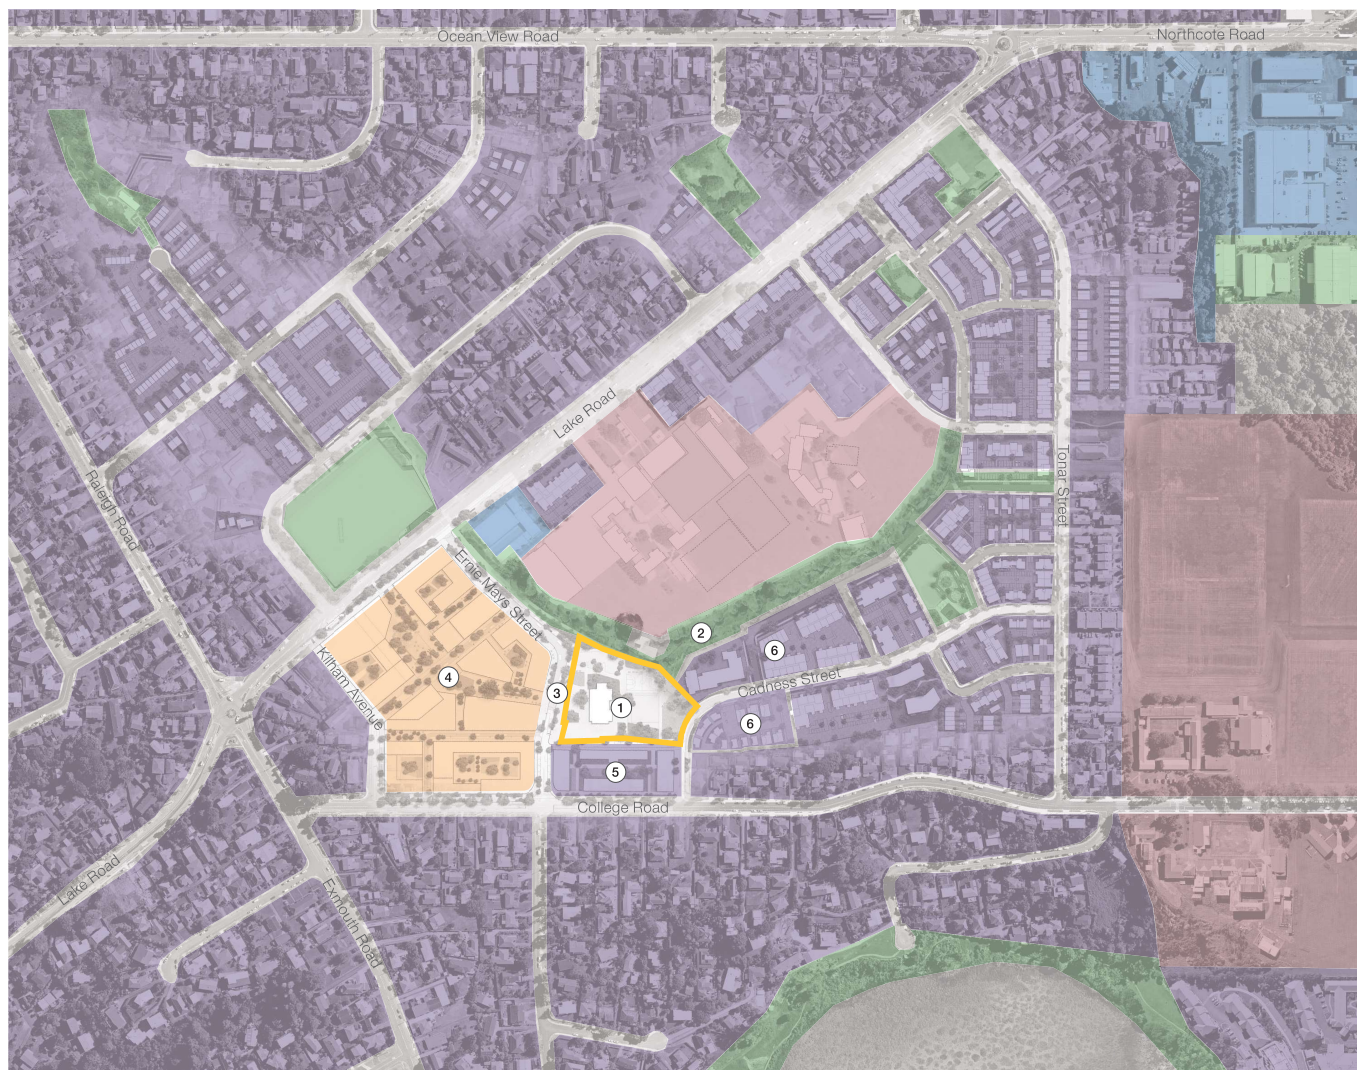 Ocean View Road
Northcote Road
Lake Road
Raleigh Road
Tonar Street
Ernie Mays Street
2
6
Kilham Avenue
4
Cadness Street
3
1
6
5
College Road
Lake Road
Exmouth Road